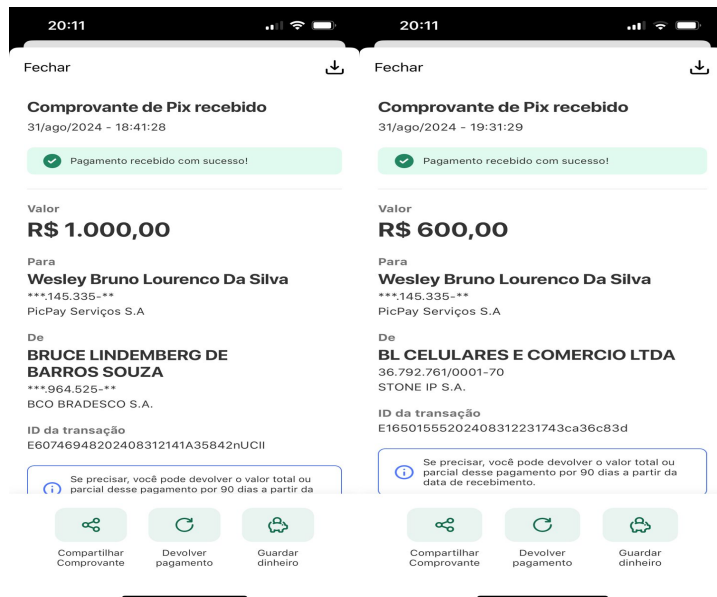 20:11
Fechar
Comprovante de Pix recebido
31/ago/2024 - 18:41:28
Pagamento recebido com sucesso!
Valor
R$ 1.000,00
Para
Wesley Bruno Lourenco Da Silva
***.145.335-**
PicPay Serviços S.A
De
BRUCE LINDEMBERG DE
BARROS SOUZA
***.964.525-**
BCO BRADESCO S.A.
ID da transação
E60746948202408312141A35842nUCII
Se precisar, você pode devolver o valor total ou
parcial desse pagamento por 90 dias a partir da
Compartilhar
Comprovante
Devolver
pagamento
Guardar
dinheiro
20:11
Fechar
Comprovante de Pix recebido
31/ago/2024 - 19:31:29
Pagamento recebido com sucesso!
Valor
R$ 600,00
Para
Wesley Bruno Lourenco Da Silva
***.145.335-**
PicPay Serviços S.A
De
BL CELULARES E COMERCIO LTDA
36.792.761/0001-70
STONE IP S.A.
ID da transação
E16501555202408312231743ca36c83d
Se precisar, você pode devolver o valor total ou
parcial desse pagamento por 90 dias a partir da
data de recebimento.
Compartilhar
Comprovante
Devolver
pagamento
Guardar
dinheiro